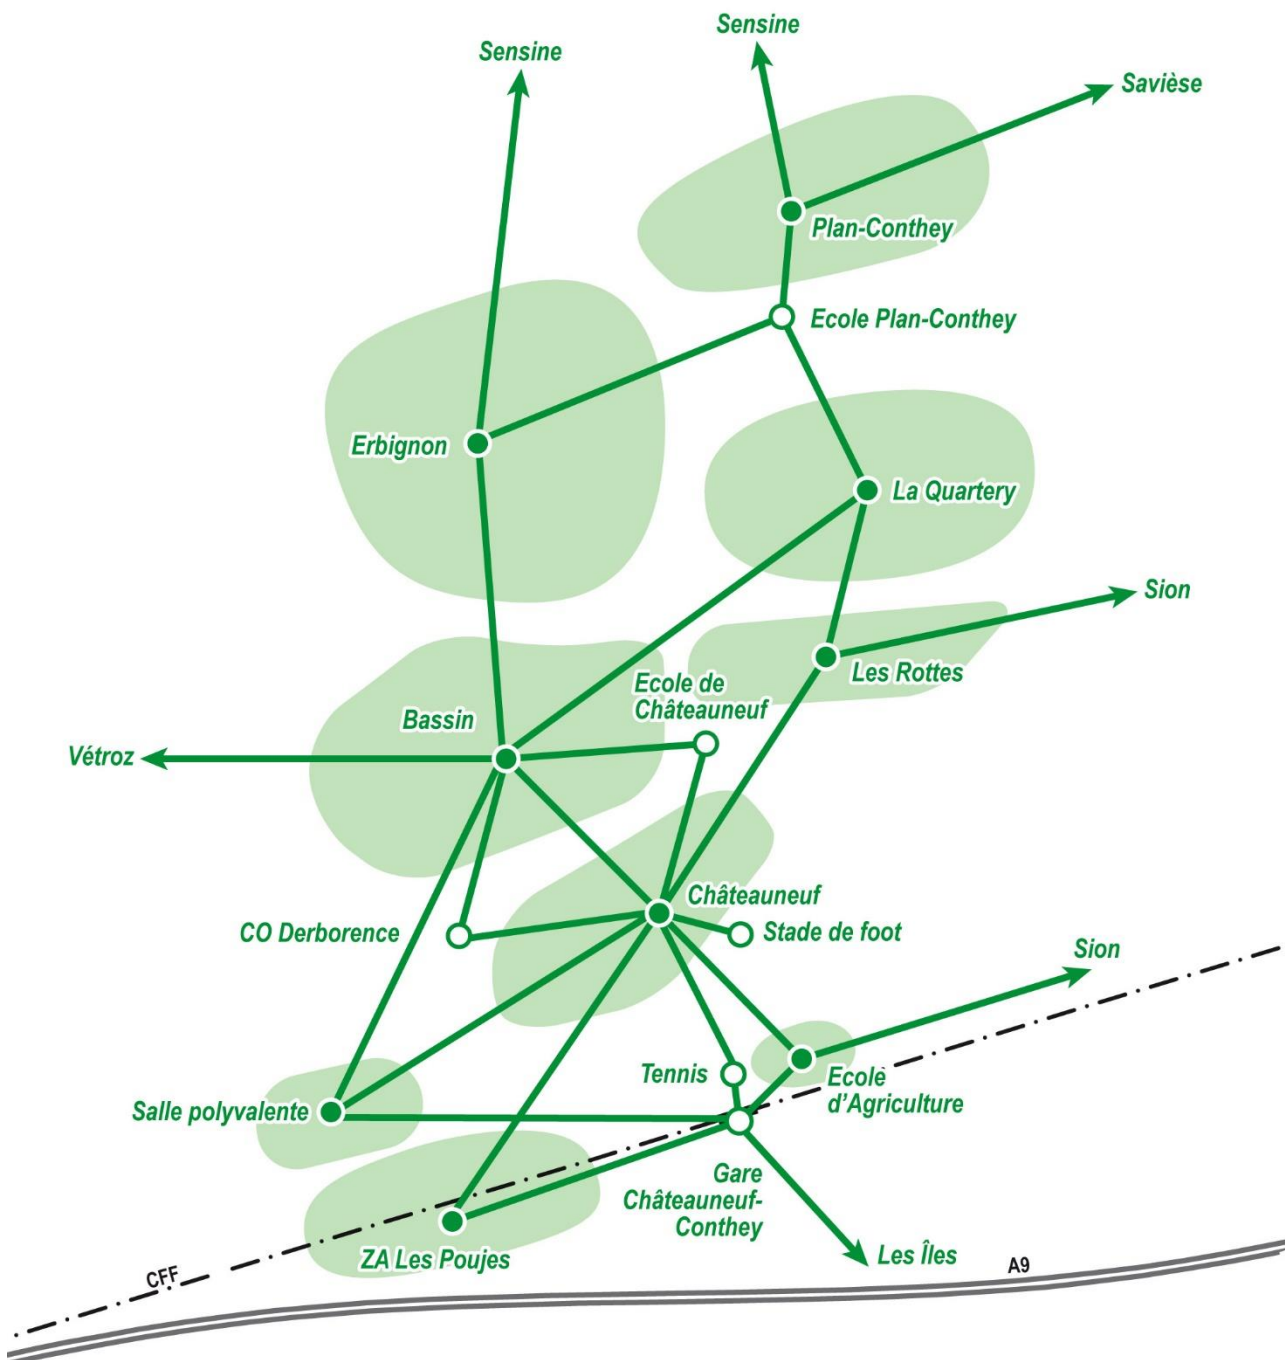 Sensine
Sensine
Savièse
Plan-Conthey
Ecole Plan-Conthey
Erbignon
La Quartery
Sion
Les Rottes
Ecole de
Châteauneuf
Bassin
Vétroz
Châteauneuf
CO Derborence
Stade de foot
Sion
Tennis
Ecole
d'Agriculture
Salle polyvalente
Gare
Châteauneuf-
Conthey
Les Îles
ZA Les Poujes
CFF
A9